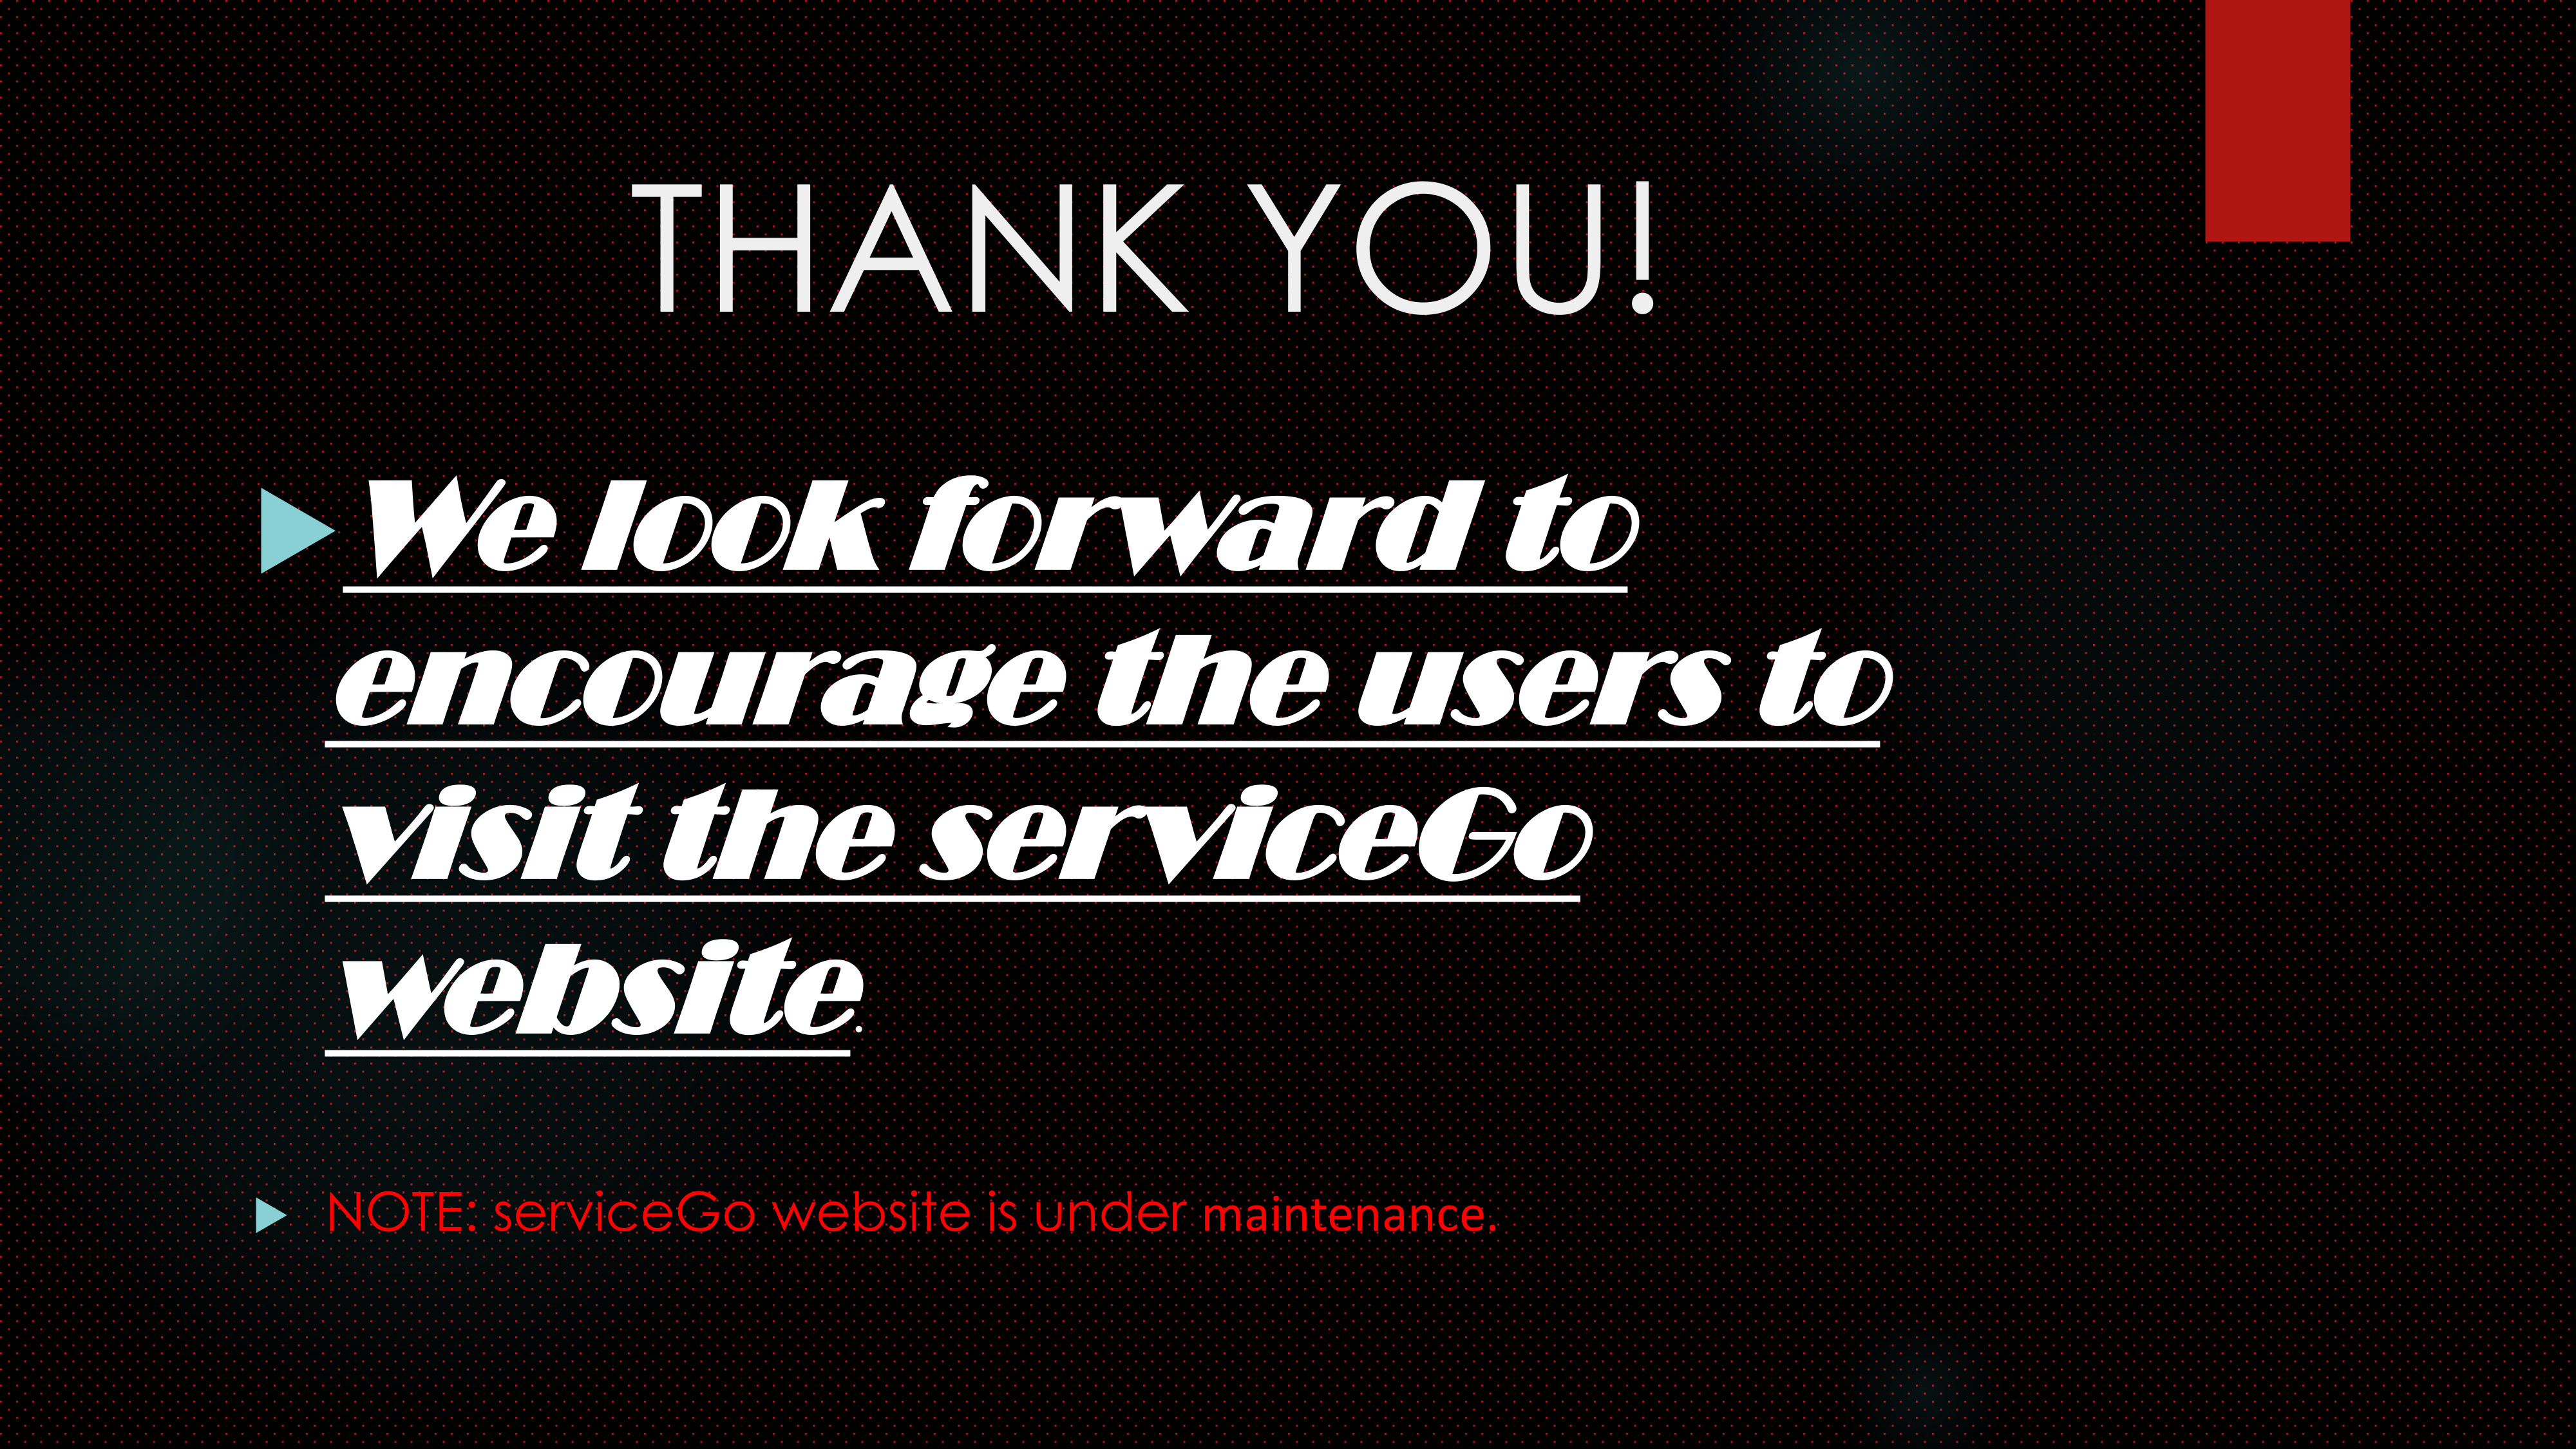 THANK YOU!
We look forward to
encourage the users to
visit the serviceGo
website.
NOTE: serviceGo website is under maintenance.